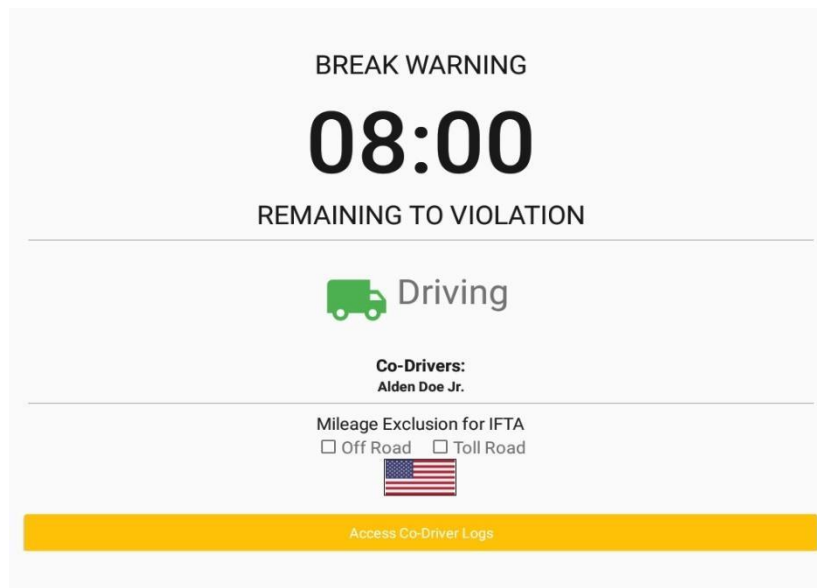 BREAK WARNING
08:00
REMAINING TO VIOLATION
Driving
Co-Drivers:
Alden Doe Jr.
Mileage Exclusion for IFTA
Off Road Toll Road
Access Co-Driver Logs